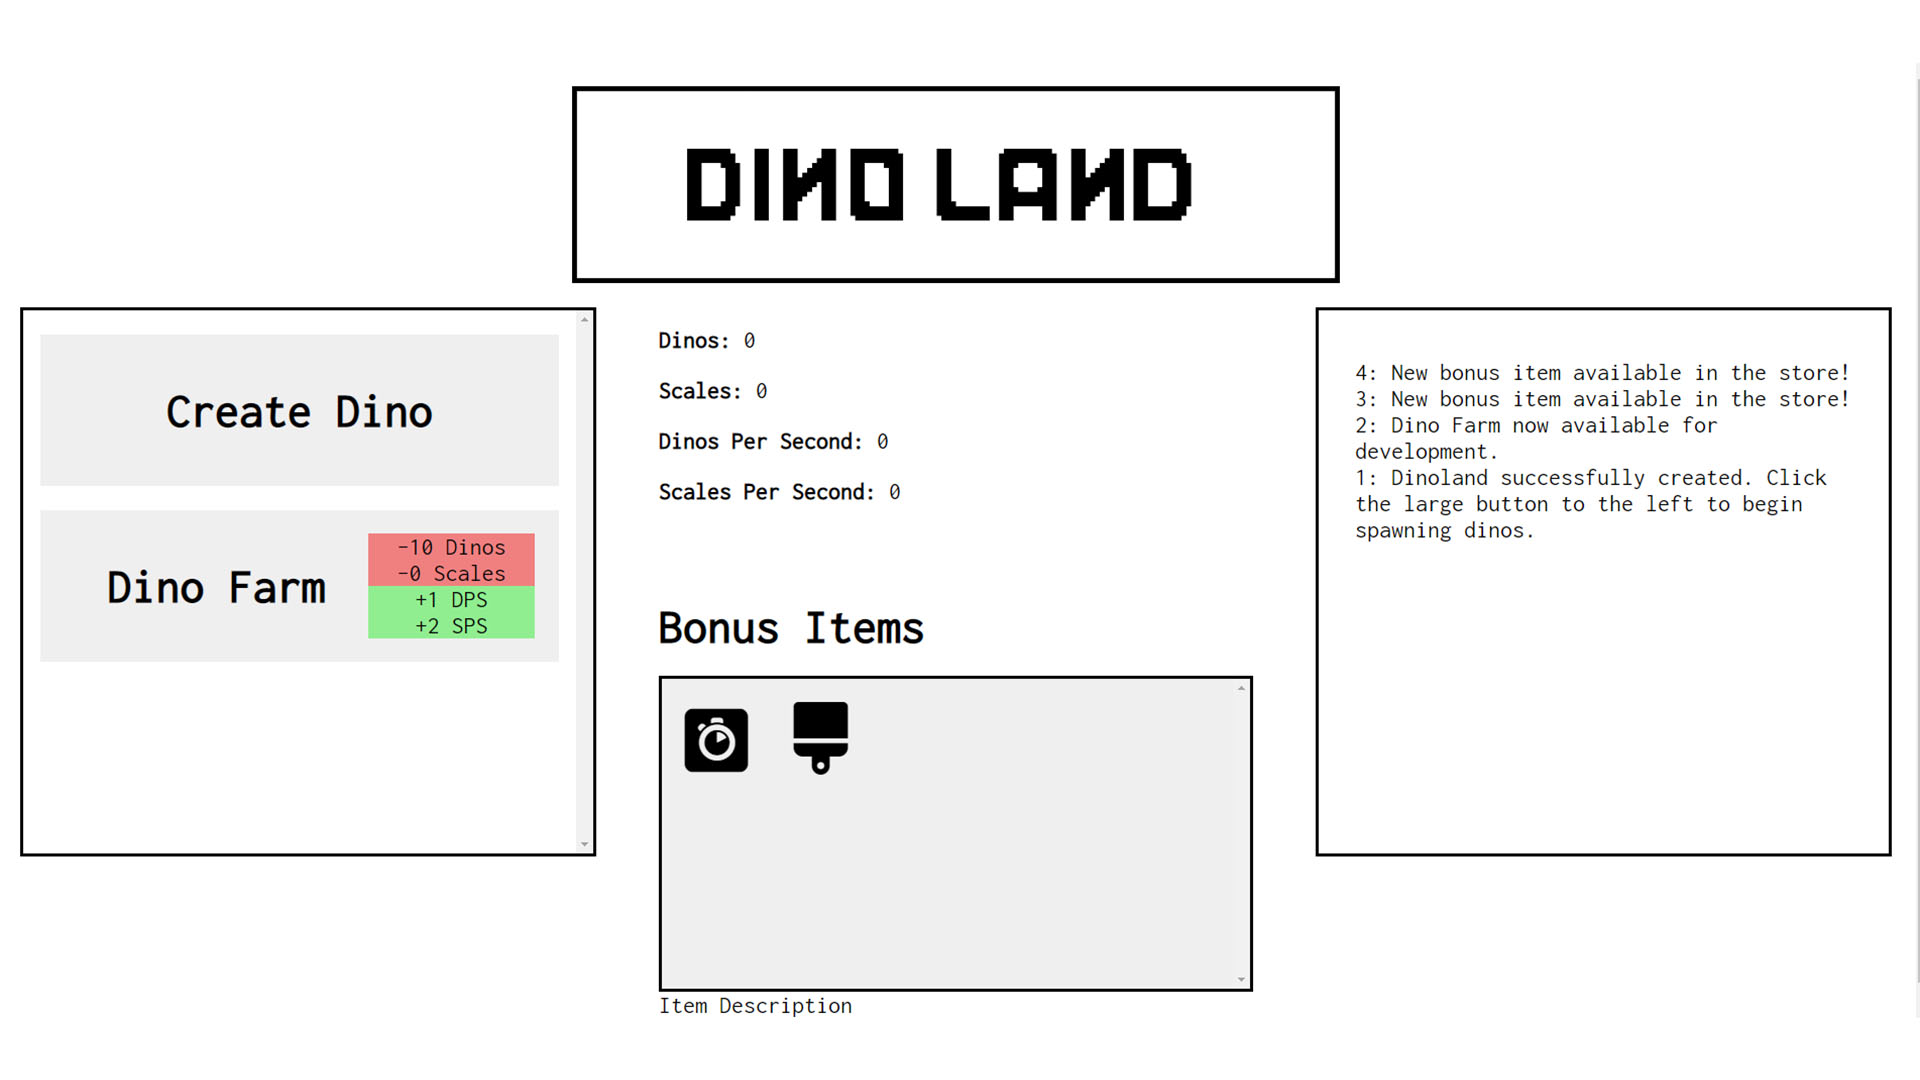 DINO LAND
Create Dino
Dino Farm
-10 Dinos
-0 Scales
+1 DPS
+2 SPS
Dinos: 0
Scales: 0
Dinos Per Second: 0
Scales Per Second: 0
Bonus Items
Item Description
4: New bonus item available in the store!
3: New bonus item available in the store!
2: Dino Farm now available for
development.
1: Dinoland successfully created. Click
the large button to the left to begin
spawning dinos.